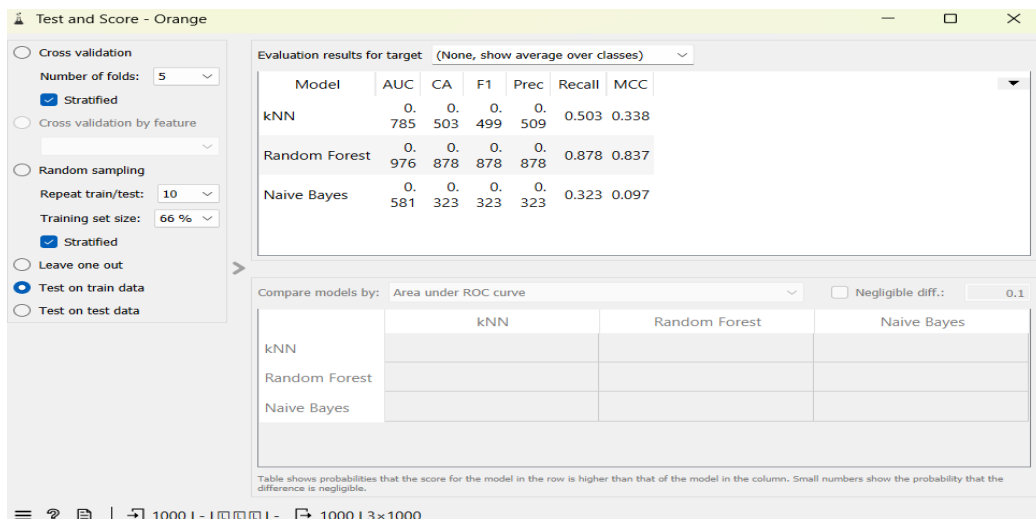 Test and Score - Orange
Cross validation
Number of folds: 5
Stratified
Cross validation by feature
Random sampling
Repeat train/test: 10
Training set size: 66 %
Stratified
Leave one out
Test on train data
Test on test data
Evaluation results for target (None, show average over classes)
Model AUC CA F1 Prec Recall MCC
kNN 0.785 0.503 0.499 0.509 0.503 0.338
Random Forest 0.976 0.878 0.878 0.878 0.878 0.837
Naive Bayes 0.581 0.323 0.323 0.323 0.323 0.097
Compare models by: Area under ROC curve Negligible diff.: 0.1
kNN Random Forest Naive Bayes
kNN
Random Forest
Naive Bayes
Table shows probabilities that the score for the model in the row is higher than that of the model in the column. Small numbers show the probability that the
difference is negligible.
1000 | - | - 1000 | 3×1000